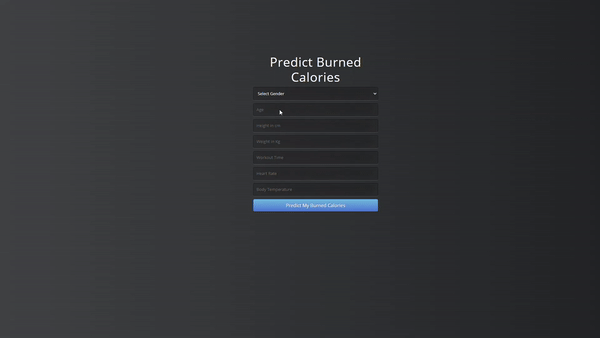 Predict Burned
Calories
Select Gender
Age
Height in cm
Weight in kg
Workout Time
Heart Rate
Body Temperature
Predict My Burned Calories